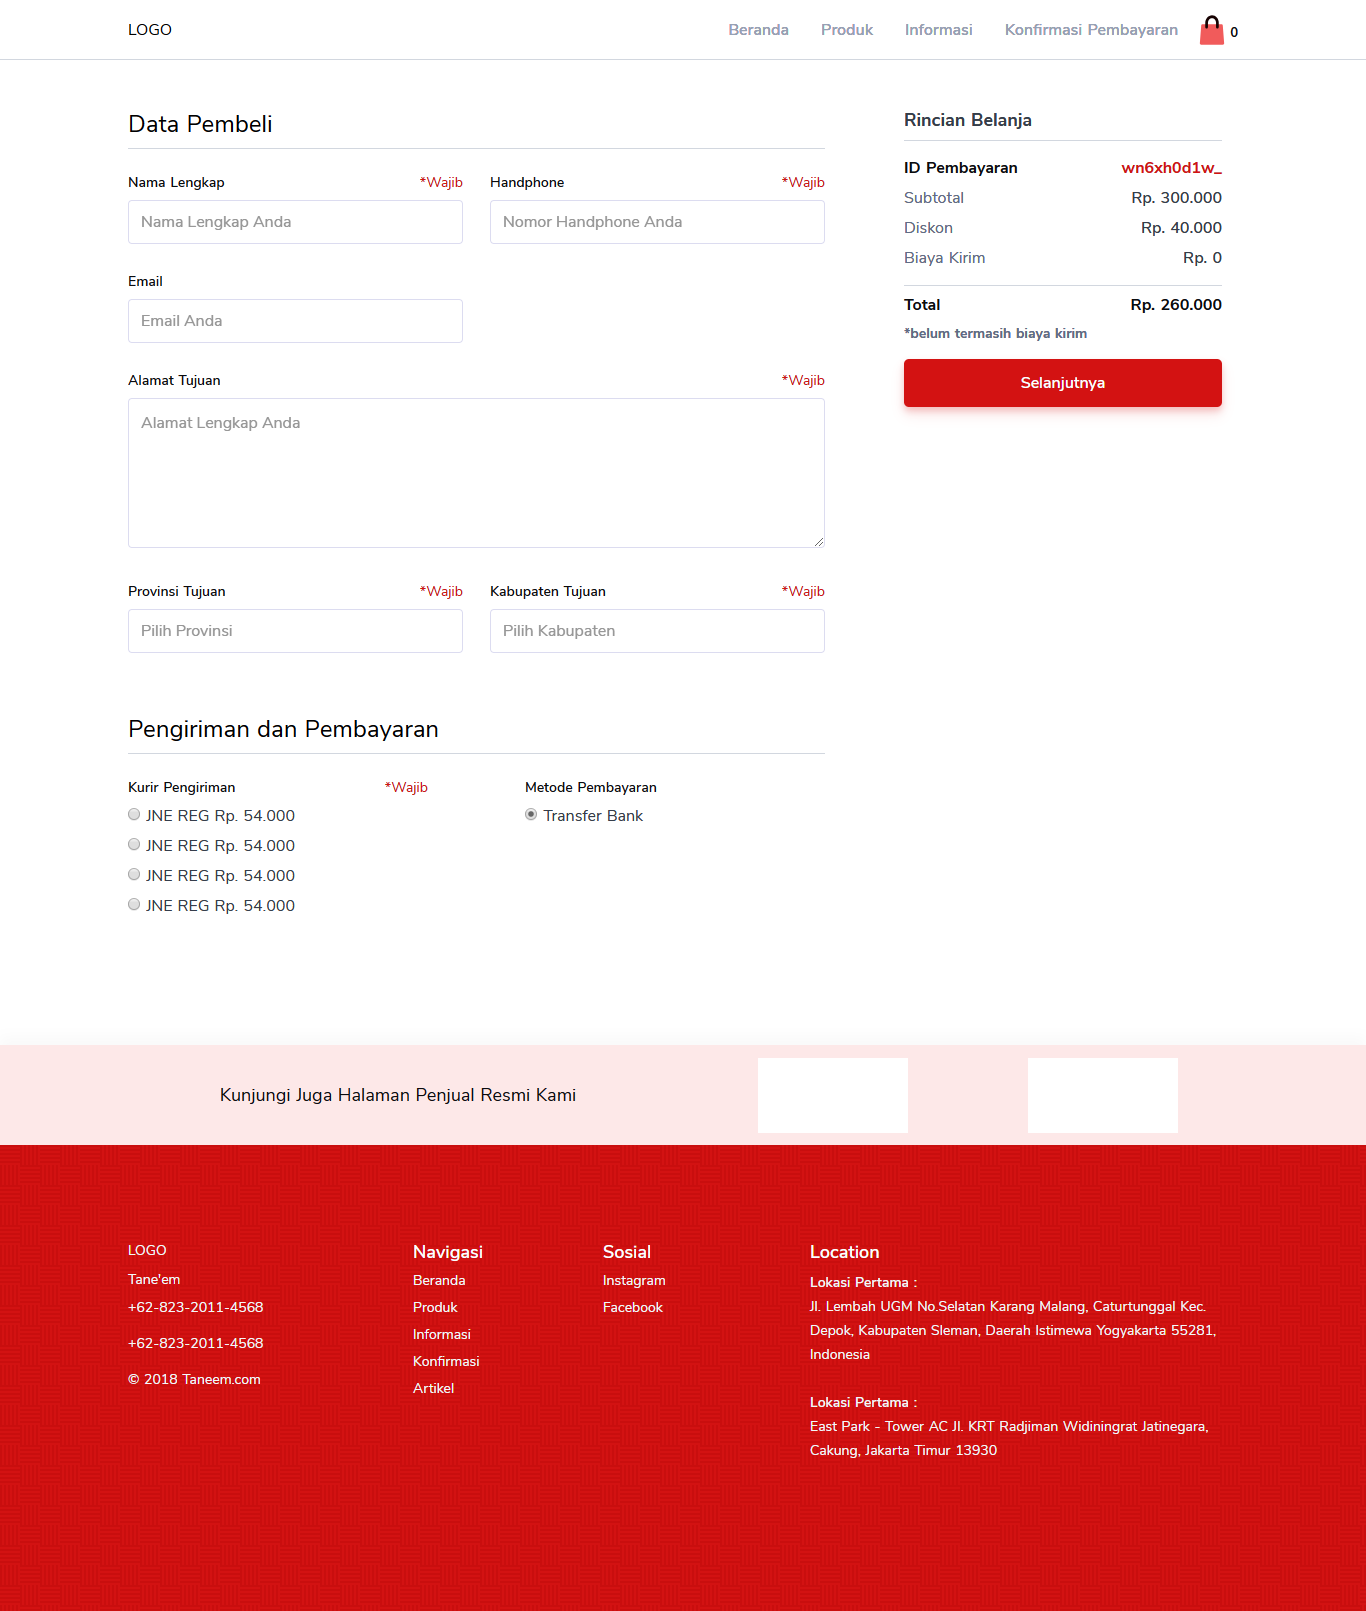 LOGO
Beranda Produk Informasi Konfirmasi Pembayaran 0
Data Pembeli
Nama Lengkap *Wajib Handphone *Wajib
Nama Lengkap Anda Nomor Handphone Anda
Email
Email Anda
Alamat Tujuan *Wajib
Alamat Lengkap Anda
Provinsi Tujuan *Wajib Kabupaten Tujuan *Wajib
Pilih Provinsi Pilih Kabupaten
Pengiriman dan Pembayaran
Kurir Pengiriman *Wajib Metode Pembayaran
JNE REG Rp. 54.000 Transfer Bank
JNE REG Rp. 54.000
JNE REG Rp. 54.000
JNE REG Rp. 54.000
Rincian Belanja
ID Pembayaran wn6xh0d1w_
Subtotal Rp. 300.000
Diskon Rp. 40.000
Biaya Kirim Rp. 0
Total Rp. 260.000
*belum termasih biaya kirim
Selanjutnya
Kunjungi Juga Halaman Penjual Resmi Kami
LOGO
Tane'em
+62-823-2011-4568
+62-823-2011-4568
© 2018 Taneem.com
Navigasi
Beranda
Produk
Informasi
Konfirmasi
Artikel
Sosial
Instagram
Facebook
Location
Lokasi Pertama :
Jl. Lembah UGM No.Selatan Karang Malang, Caturtunggal Kec.
Depok, Kabupaten Sleman, Daerah Istimewa Yogyakarta 55281,
Indonesia
Lokasi Pertama :
East Park - Tower AC Jl. KRT Radjiman Widiningrat Jatinegara,
Cakung, Jakarta Timur 13930